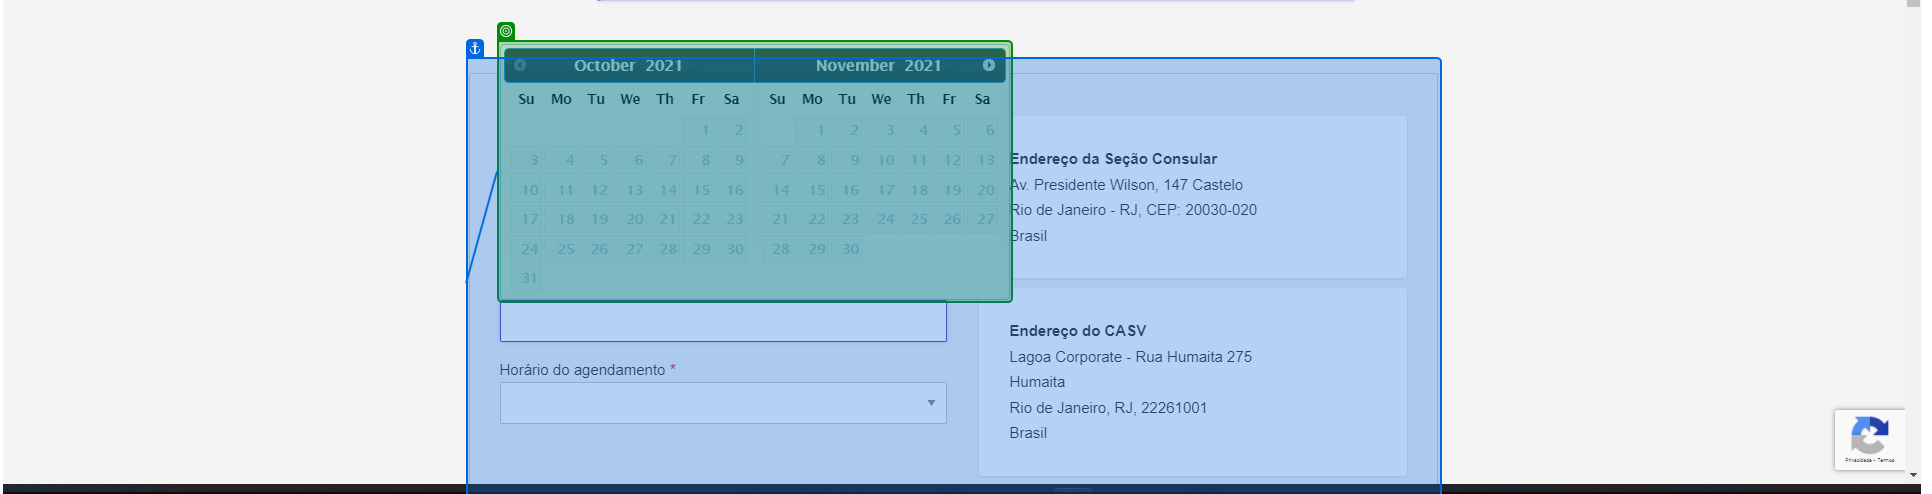 October 2021 November 2021
Su Mo Tu We Th Fr Sa Su Mo Tu We Th Fr Sa
1 2 1 2 3 4 5 6
3 4 5 6 7 8 9 7 8 9 10 11 12 13
10 11 12 13 14 15 16 14 15 16 17 18 19 20
17 18 19 20 21 22 23 21 22 23 24 25 26 27
24 25 26 27 28 29 30 28 29 30
31
Endereço da Seção Consular
Av. Presidente Wilson, 147 Castelo
Rio de Janeiro - RJ, CEP: 20030-020
Brasil
Horário do agendamento *
Endereço do CASV
Lagoa Corporate - Rua Humaita 275
Humaita
Rio de Janeiro, RJ, 22261001
Brasil
Privacidade - Termos